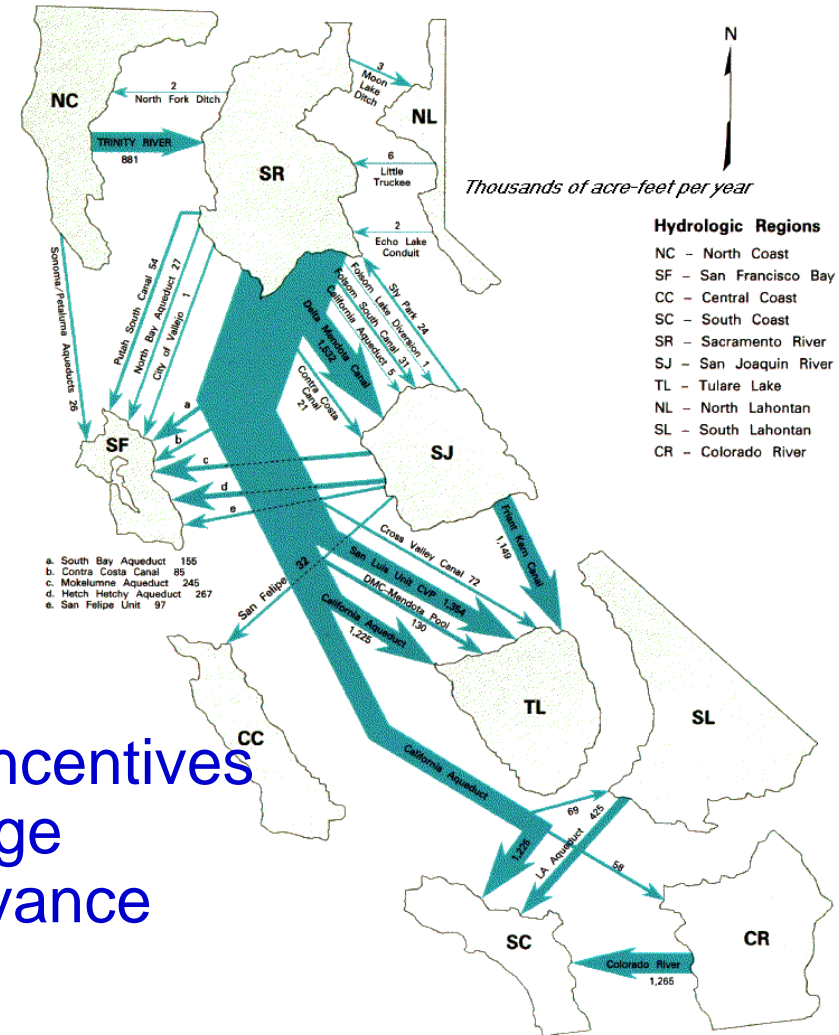 N
Thousands of acre-feet per year
Hydrologic Regions
NC – North Coast
SF – San Francisco Bay
CC – Central Coast
SC – South Coast
SR – Sacramento River
SJ – San Joaquin River
TL – Tulare Lake
NL – North Lahontan
SL – South Lahontan
CR – Colorado River
NC
2
North Fork Ditch
TRINITY RIVER
881
SR
3
Moon
Lake
Ditch
NL
6
Little
Truckee
2
Echo Lake
Conduit
Sonoma/Petaluma Aqueducts 26
Putah South Canal 54
North Bay Aqueduct 27
City of Vallejo 1
Sly Park 24
Folsom Lake Diversion 1
Folsom South Canal 31
California Aqueduct 5
Delta Mendota Canal
1,532
Contra Costa
Canal
21
SF
a
b
c
d
e
SJ
a. South Bay Aqueduct 155
b. Contra Costa Canal 85
c. Mokelumne Aqueduct 245
d. Hetch Hetchy Aqueduct 267
e. San Felipe Unit 97
San Felipe 32
Friant Kern Canal
1,149
Cross Valley Canal 72
San Luis Unit CVP 1,354
DMC-Mendota Pool
130
California Aqueduct
1,225
TL
SL
CC
California Aqueduct
69
LA Aqueduct 425
1,226
58
SC
Colorado River
1,265
CR
ncentives
ge
yance